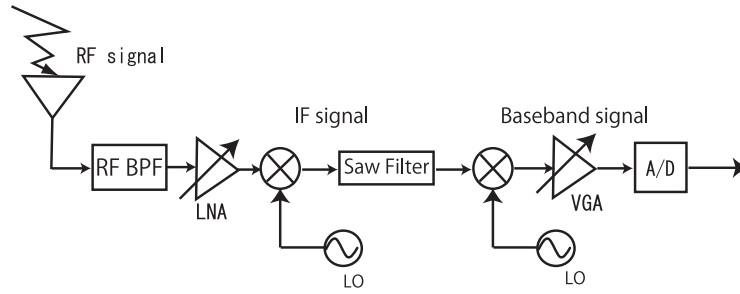 RF signal
IF signal
Baseband signal
RF BPF
LNA
Saw Filter
VGA
A/D
LO
LO